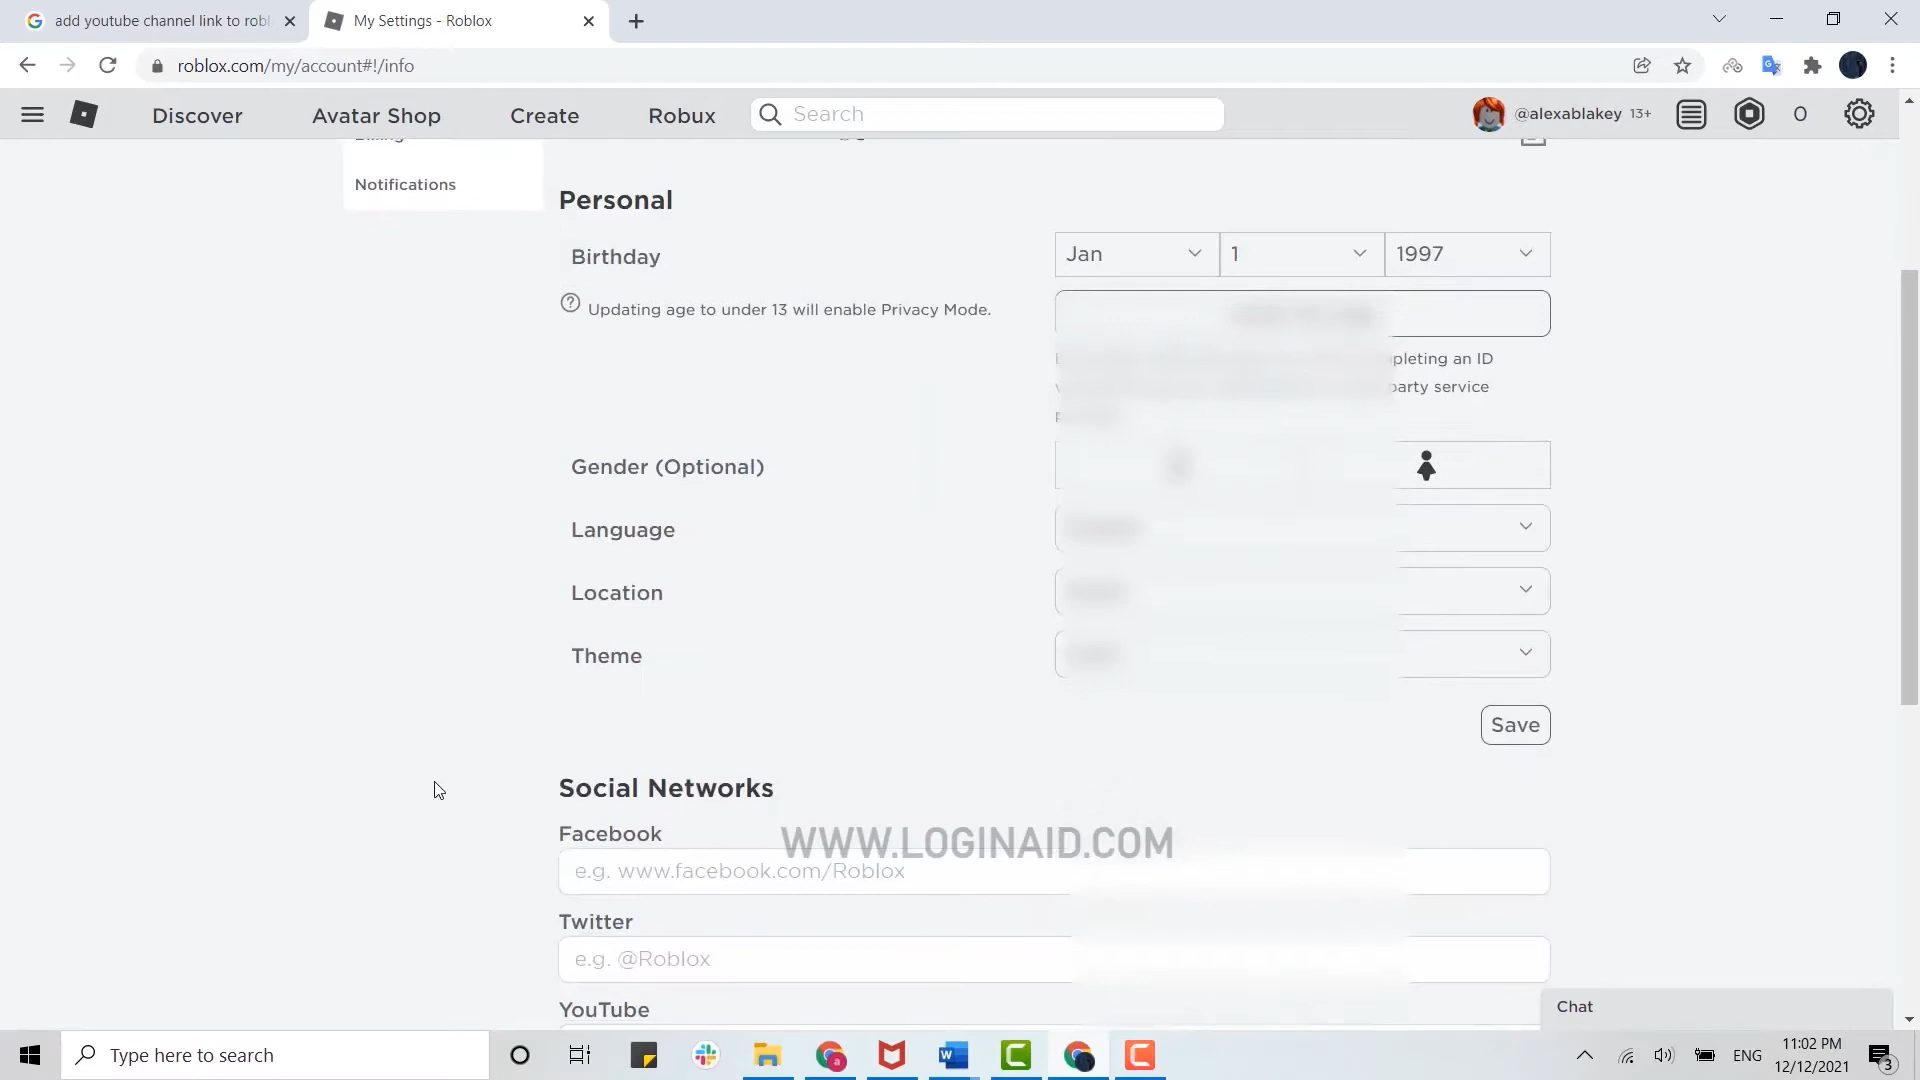 add youtube channel link to robl
My Settings - Roblox
roblox.com/my/account#!/info
Discover
Avatar Shop
Create
Robux
Search
@alexablakey 13+
0
Notifications
Personal
Birthday
Jan
1
1997
Updating age to under 13 will enable Privacy Mode.
an ID
party service
Gender (Optional)
Language
Location
Theme
Save
Social Networks
Facebook
WWW.LOGINAID.COM
e.g. www.facebook.com/Roblox
Twitter
e.g. @Roblox
YouTube
Chat
Type here to search
ENG
11:02 PM
12/12/2021
3